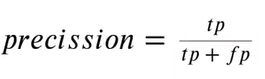 precission = tp / tp + fp